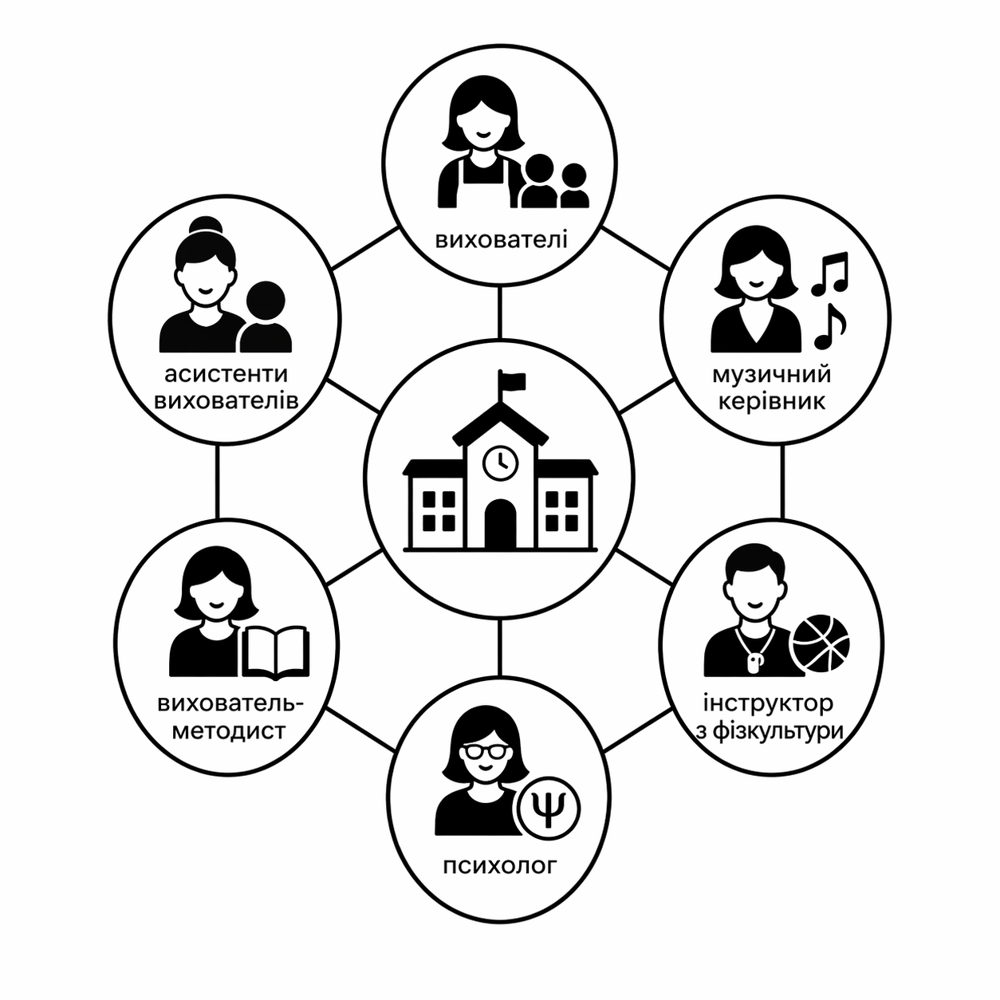 вихователі
асистенти
вихователів
музичний
керівник
вихователь-
методист
інструктор
з фізкультури
Ψ
психолог